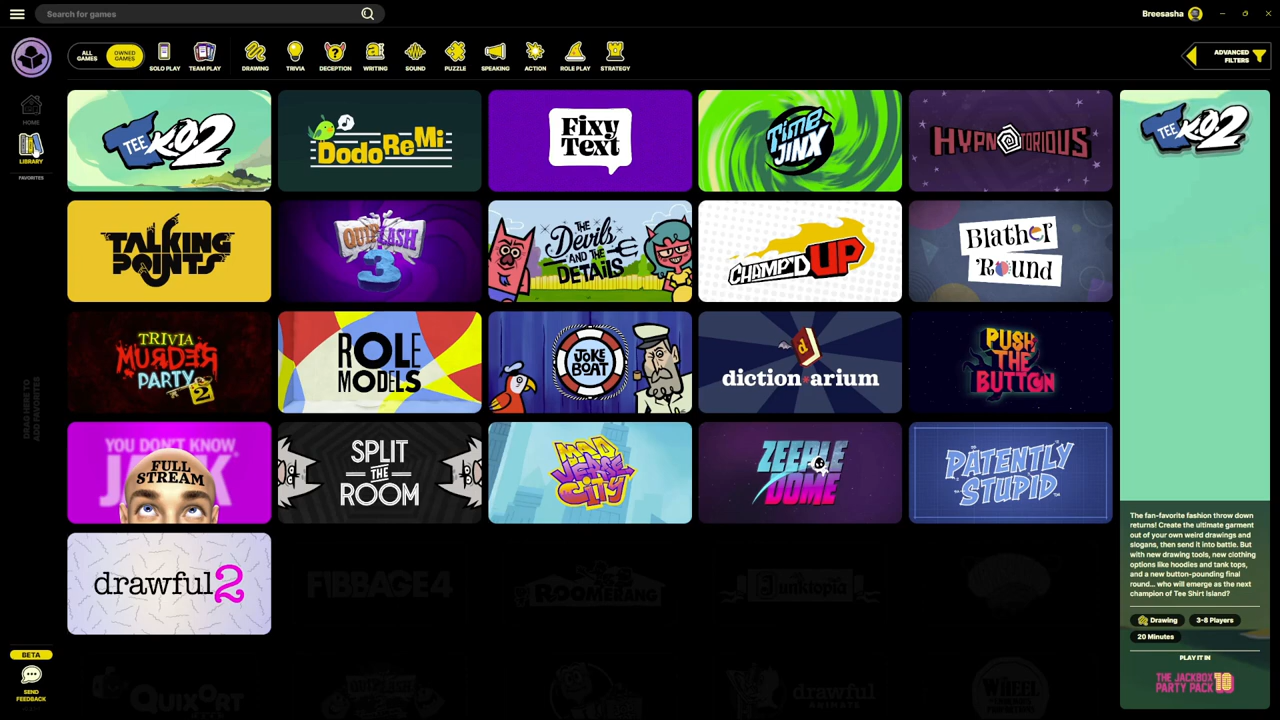 Search for games
Breesasha
ALL GAMES
OWNED GAMES
SOLO PLAY
TEAM PLAY
DRAWING
TRIVIA
DECEPTION
WRITING
SOUND
PUZZLE
SPEAKING
ACTION
ROLE PLAY
STRATEGY
ADVANCED
FILTERS
HOME
LIBRARY
FAVORITES
DRAG HERE TO
ADD FAVORITES
TEE K.O. 2
DodoReMi
Fixy
Text
Time
JINX
HYPNOTORIOUS
TEE K.O. 2
TALKING
POINTS
QUIPLASH
3
THE
Devils
AND THE
DETAILS
CHAMP'D UP
Blather
'Round
TRIVIA
MURDER
PARTY
2
ROLE
MODELS
JOKE
BOAT
d
dictionarium
PUSH
THE
BUTTON
YOU DON'T KNOW
JACK
FULL
STREAM
SPLIT
THE
ROOM
MAD
VERSE
CITY
ZEEPLE
DOME
PATENTLY
STUPID
drawful 2
FIBBAGE 4
ROOMERANG
Junktopia
QUIXORT
drawful
ANIMATE
THE
WHEEL
The fan-favorite fashion throw down
returns! Create the ultimate garment
out of your own weird drawings and
slogans, then send it into battle. But
with new drawing tools, new clothing
options like hoodies and tank tops,
and a new button-pounding final
round... who will emerge as the next
champion of Tee Shirt Island?
Drawing
3-8 Players
20 Minutes
PLAY IT IN
THE JACKBOX
PARTY PACK 10
BETA
SEND
FEEDBACK